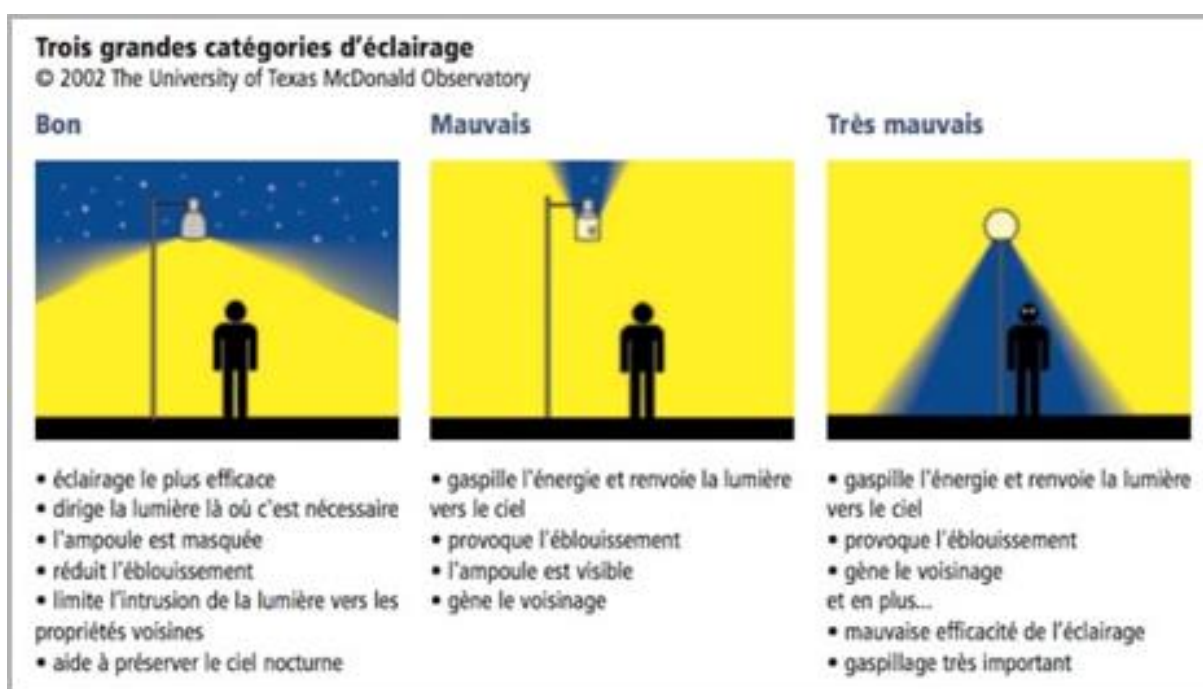 Trois grandes catégories d'éclairage
© 2002 The University of Texas McDonald Observatory
Bon
• éclairage le plus efficace
• dirige la lumière là où c'est nécessaire
• l'ampoule est masquée
• réduit l'éblouissement
• limite l'intrusion de la lumière vers les
propriétés voisines
• aide à préserver le ciel nocturne
Mauvais
• gaspille l'énergie et renvoie la lumière
vers le ciel
• provoque l'éblouissement
• l'ampoule est visible
• gène le voisinage
Très mauvais
• gaspille l'énergie et renvoie la lumière
vers le ciel
• provoque l'éblouissement
• gène le voisinage
et en plus...
• mauvaise efficacité de l'éclairage
• gaspillage très important